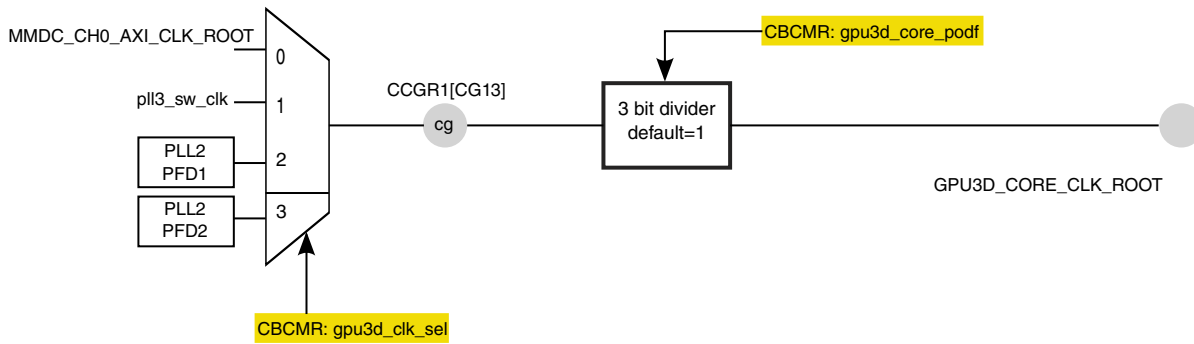 MMDC_CH0_AXI_CLK_ROOT
0
CBCMR: gpu3d_core_podf
pll3_sw_clk
1
CCGR1[CG13]
cg
3 bit divider
default=1
PLL2
PFD1
2
GPU3D_CORE_CLK_ROOT
PLL2
PFD2
3
CBCMR: gpu3d_clk_sel